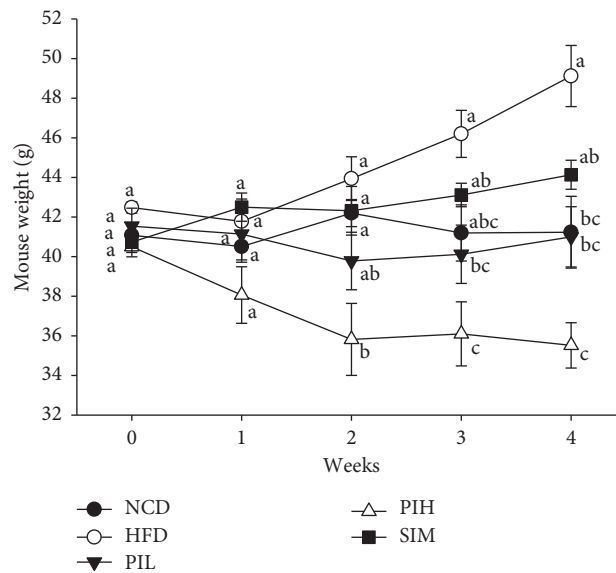 52
50
48
46
44
42
40
38
36
34
32
Mouse weight (g)
a
a
a
a
a
a
a
a
a
a
a
a
a
ab
b
a
ab
abc
bc
c
a
ab
bc
bc
c
0 1 2 3 4
Weeks
NCD
HFD
PIL
PIH
SIM